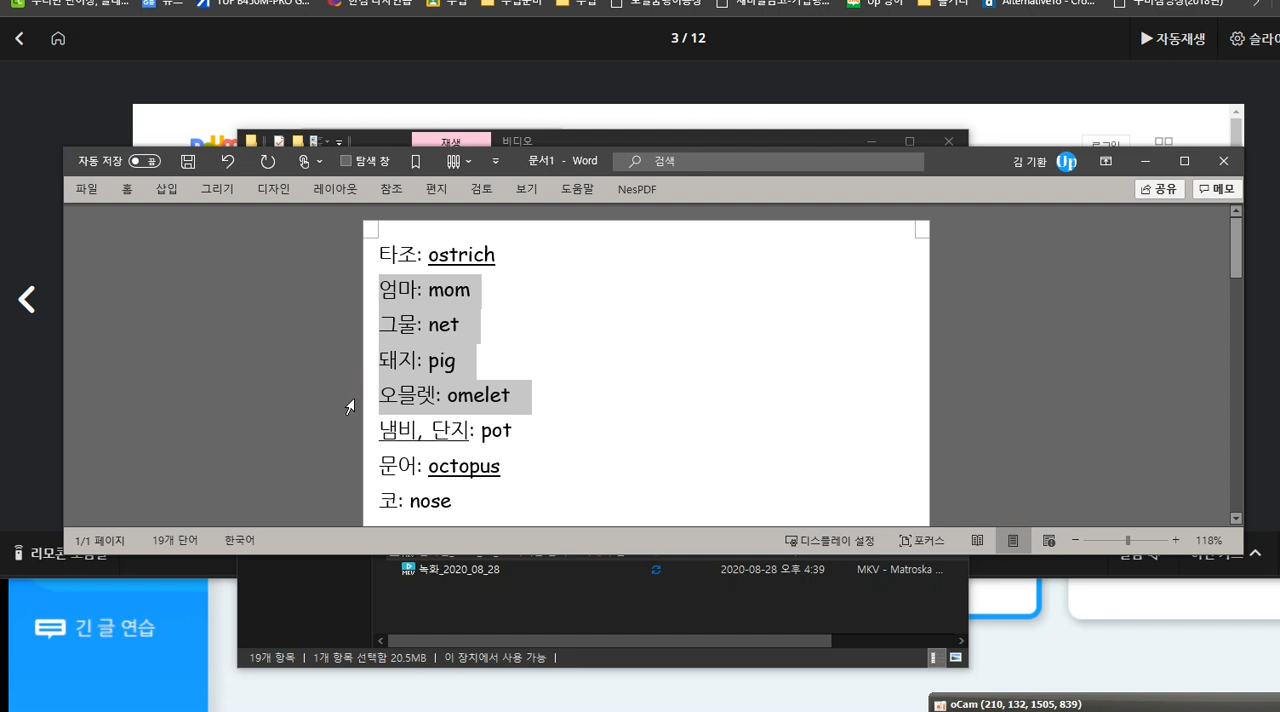 3 / 12
▶ 자동재생
재생
비디오
로그인
자동 저장
탐색 창
문서1 - Word
검색
김 기환
Up
파일 홈 삽입 그리기 디자인 레이아웃 참조 편지 검토 보기 도움말 NesPDF
공유
메모
타조: ostrich
엄마: mom
그물: net
돼지: pig
오믈렛: omelet
냄비, 단지: pot
문어: octopus
코: nose
1/1 페이지 19개 단어 한국어
디스플레이 설정 포커스
118%
녹화_2020_08_28 2020-08-28 오후 4:39 MKV - Matroska ...
긴 글 연습
19개 항목 | 1개 항목 선택함 20.5MB | 이 장치에서 사용 가능 |
oCam (210, 132, 1505, 839)